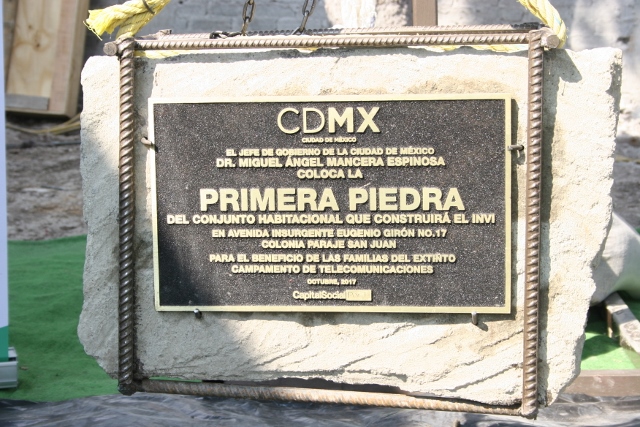 CDMX
CIUDAD DE MÉXICO
EL JEFE DE GOBIERNO DE LA CIUDAD DE MÉXICO
DR. MIGUEL ÁNGEL MANCERA ESPINOSA
COLOCA LA
PRIMERA PIEDRA
DEL CONJUNTO HABITACIONAL QUE CONSTRUIRÁ EL INVI
EN AVENIDA INSURGENTE EUGENIO GIRÓN NO.17
COLONIA PARAJE SAN JUAN
PARA EL BENEFICIO DE LAS FAMILIAS DEL EXTINTO
CAMPAMENTO DE TELECOMUNICACIONES
OCTUBRE, 2017
CapitalSocial